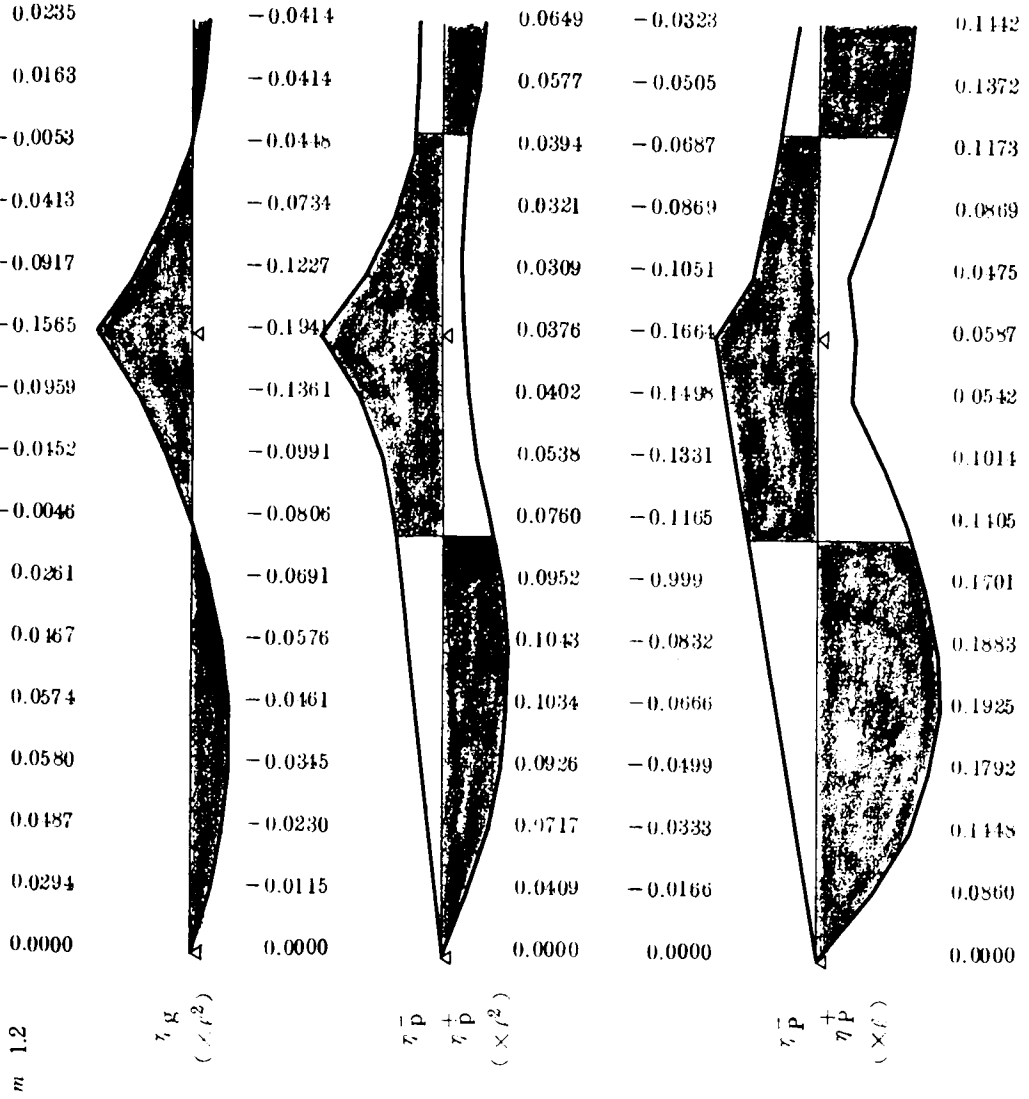 0.0235 −0.0414 0.0649 −0.0323 0.1442
0.0163 −0.0414 0.0577 −0.0505 0.1372
−0.0053 −0.0448 0.0394 −0.0687 0.1173
−0.0413 −0.0734 0.0321 −0.0869 0.0869
−0.0917 −0.1227 0.0309 −0.1051 0.0475
−0.1565 −0.1941 0.0376 −0.1664 0.0587
−0.0959 −0.1361 0.0402 −0.1498 0.0542
−0.0452 −0.0991 0.0538 −0.1331 0.1014
−0.0046 −0.0806 0.0760 −0.1165 0.1405
0.0261 −0.0691 0.0952 −0.999 0.1701
0.0467 −0.0576 0.1043 −0.0832 0.1883
0.0574 −0.0461 0.1034 −0.0666 0.1925
0.0580 −0.0345 0.0926 −0.0499 0.1792
0.0487 −0.0230 0.0717 −0.0333 0.1448
0.0294 −0.0115 0.0409 −0.0166 0.0860
0.0000 0.0000 0.0000 0.0000 0.0000
m 1.2
η g
(×ℓ²)
η p −
η p +
(×ℓ²)
η p −
η p +
(×ℓ)